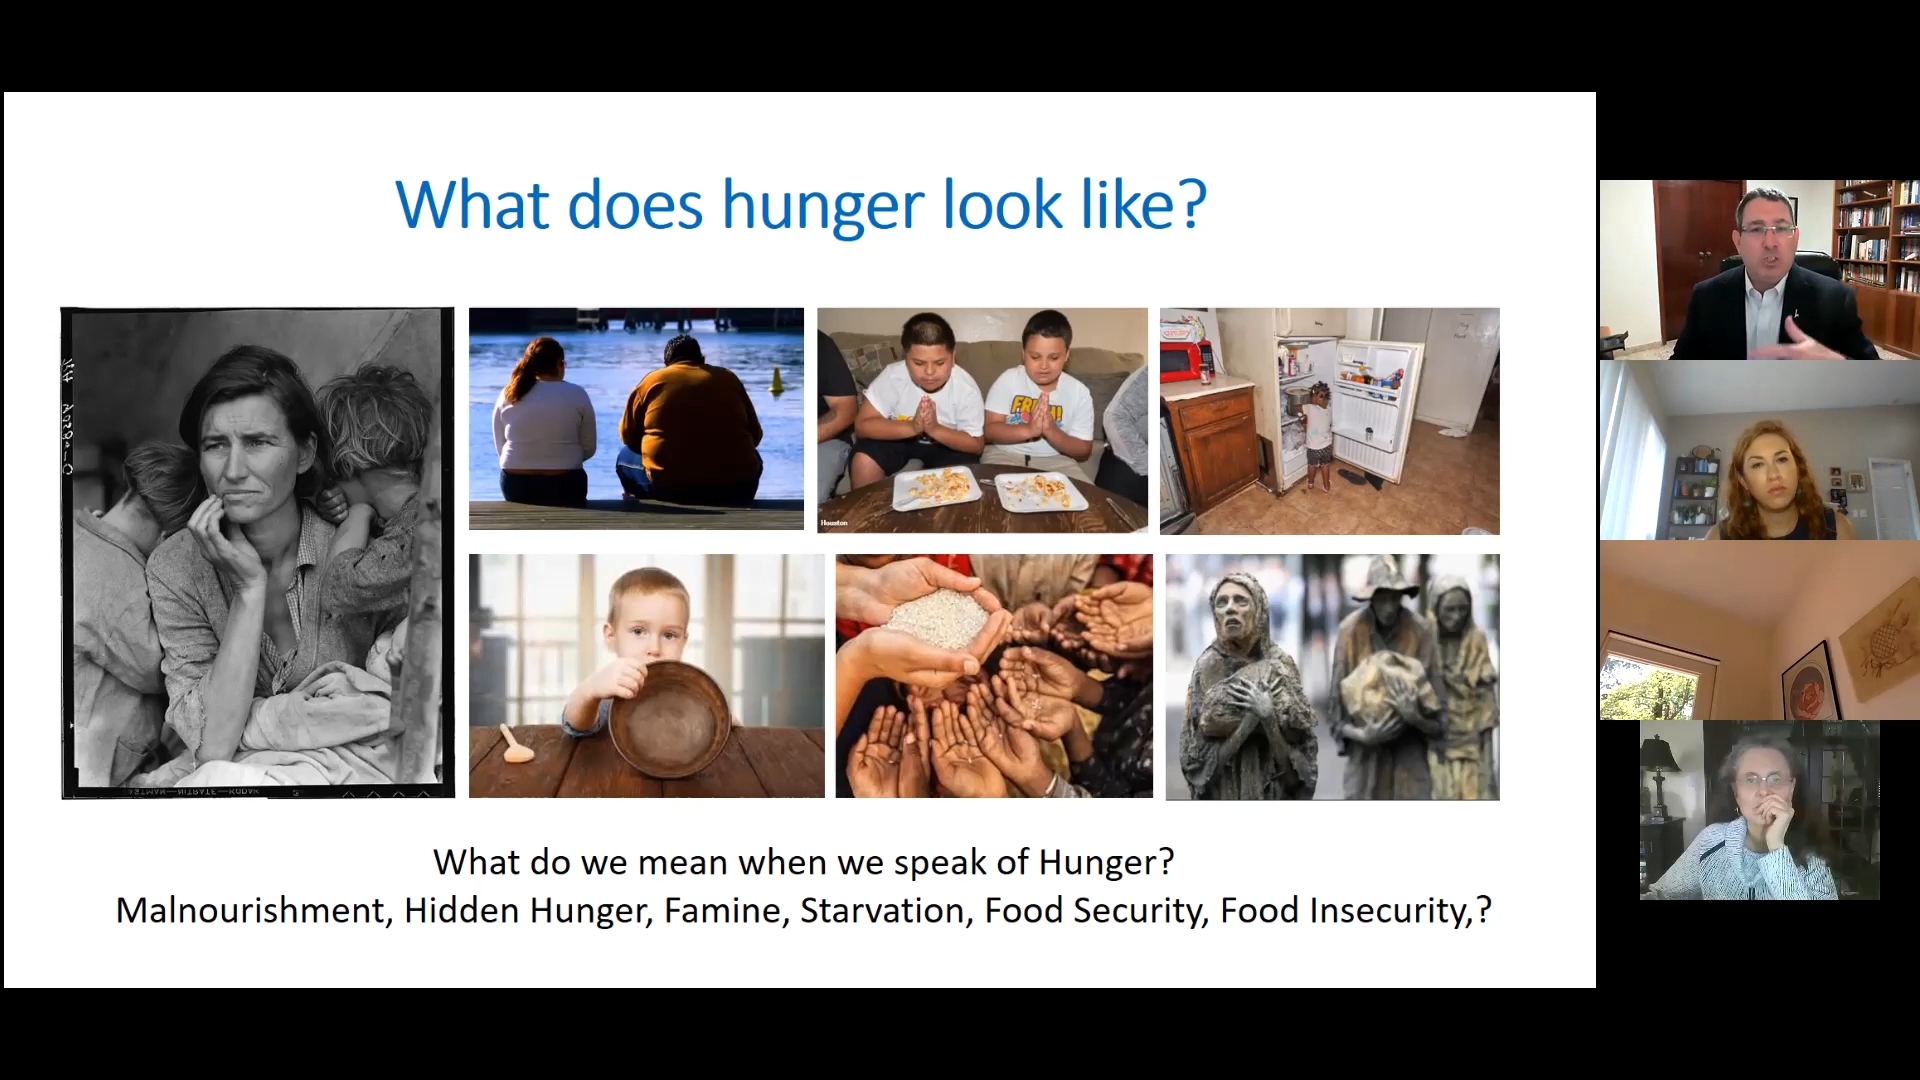 What does hunger look like?
Houston
What do we mean when we speak of Hunger?
Malnourishment, Hidden Hunger, Famine, Starvation, Food Security, Food Insecurity,?